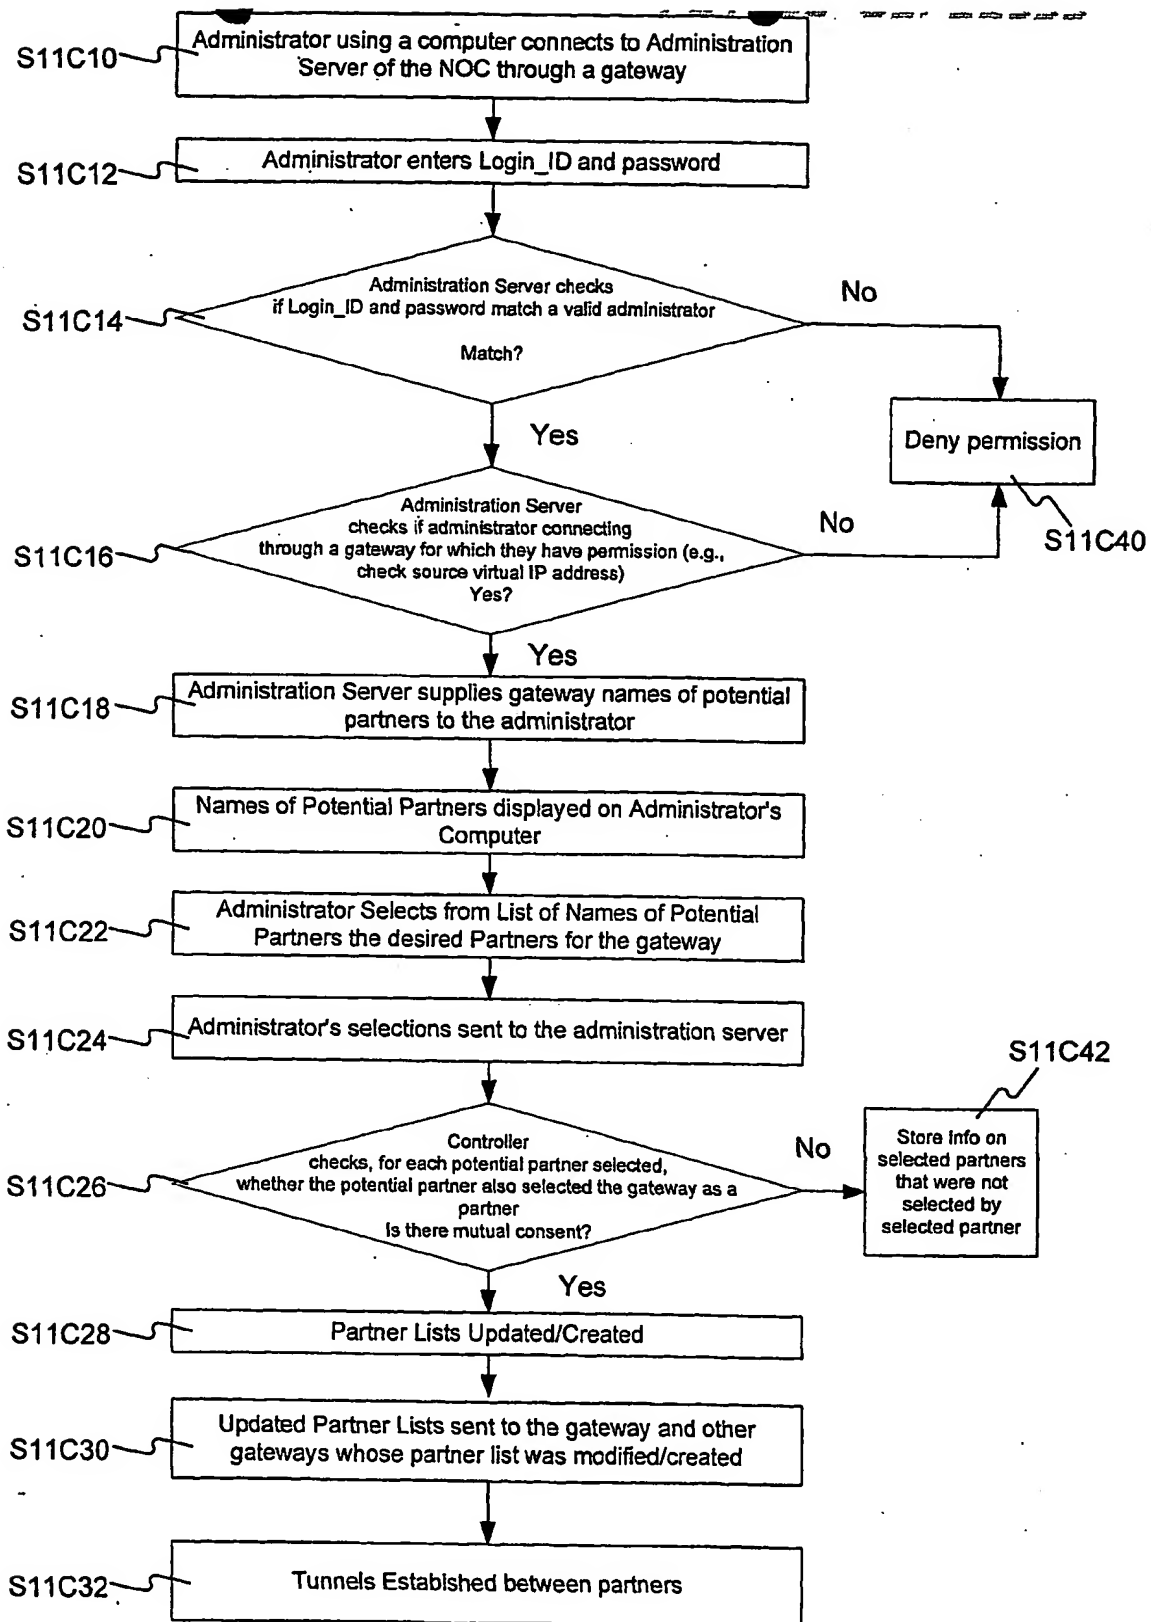 S11C10
Administrator using a computer connects to Administration
Server of the NOC through a gateway
S11C12
Administrator enters Login_ID and password
S11C14
Administration Server checks
if Login_ID and password match a valid administrator
Match?
No
Yes
Deny permission
S11C40
S11C16
Administration Server
checks if administrator connecting
through a gateway for which they have permission (e.g.,
check source virtual IP address)
Yes?
No
Yes
S11C18
Administration Server supplies gateway names of potential
partners to the administrator
S11C20
Names of Potential Partners displayed on Administrator's
Computer
S11C22
Administrator Selects from List of Names of Potential
Partners the desired Partners for the gateway
S11C24
Administrator's selections sent to the administration server
S11C42
S11C26
Controller
checks, for each potential partner selected,
whether the potential partner also selected the gateway as a
partner
Is there mutual consent?
No
Store info on
selected partners
that were not
selected by
selected partner
Yes
S11C28
Partner Lists Updated/Created
S11C30
Updated Partner Lists sent to the gateway and other
gateways whose partner list was modified/created
S11C32
Tunnels Established between partners